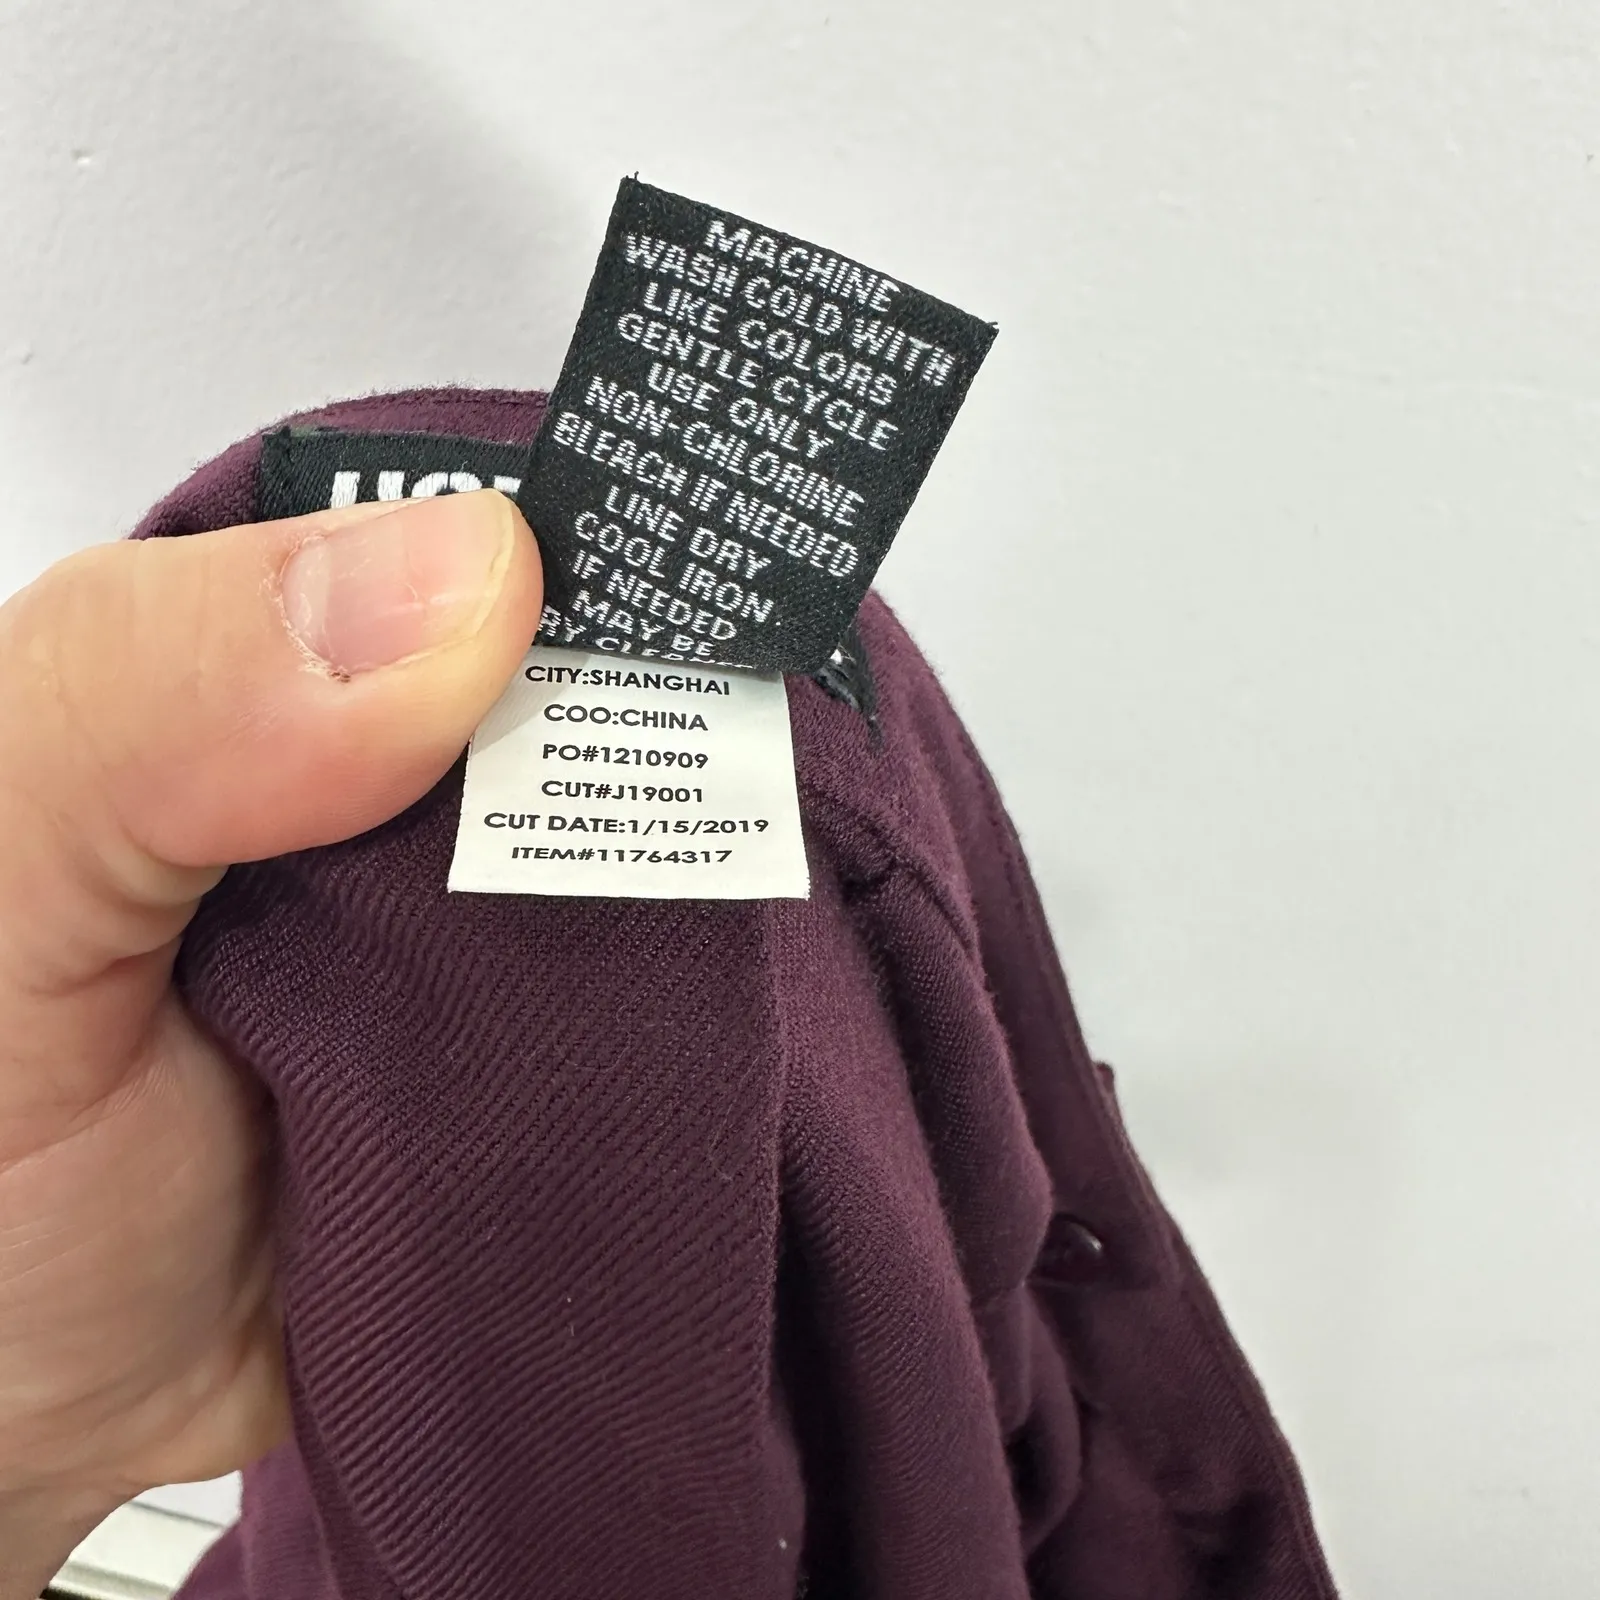 MACHINE
WASH COLD WITH
LIKE COLORS
GENTLE CYCLE
USE ONLY
NON-CHLORINE
BLEACH IF NEEDED
LINE DRY
COOL IRON
IF NEEDED
MAY BE
CITY:SHANGHAI
COO:CHINA
PO#1210909
CUT#J19001
CUT DATE:1/15/2019
ITEM#11764317